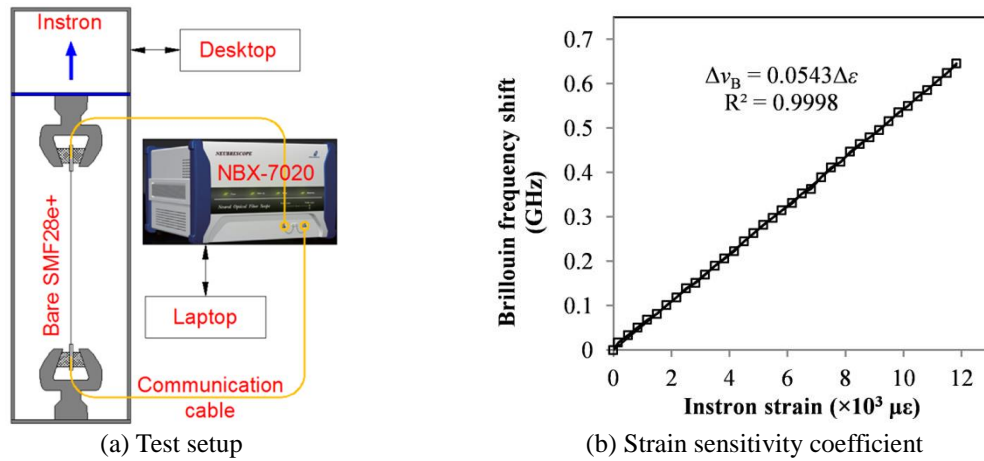 Instron
Desktop
NEUBRESCOPE
NBX-7020
Bare SMF28e+
Laptop
Communication
cable
(a) Test setup
Brillouin frequency shift
(GHz)
0.7
0.6
0.5
0.4
0.3
0.2
0.1
0
Δν_B = 0.0543Δε
R² = 0.9998
0 2 4 6 8 10 12
Instron strain (×10³ με)
(b) Strain sensitivity coefficient